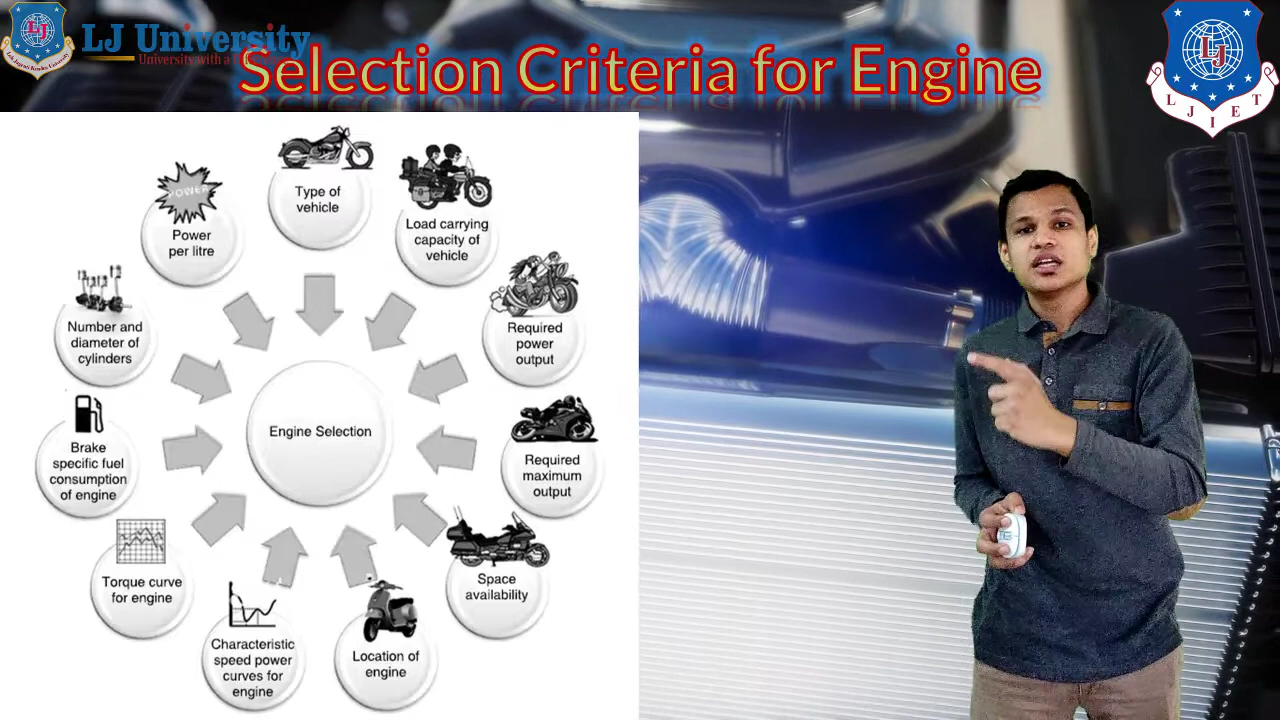 LJ University
University with a
Selection Criteria for Engine
LJ
LJ
L J I E T
Type of
vehicle
Load carrying
capacity of
vehicle
Required
power
output
Required
maximum
output
Space
availability
Location of
engine
Characteristic
speed power
curves for
engine
Torque curve
for engine
Brake
specific fuel
consumption
of engine
Number and
diameter of
cylinders
POWER
Power
per litre
Engine Selection